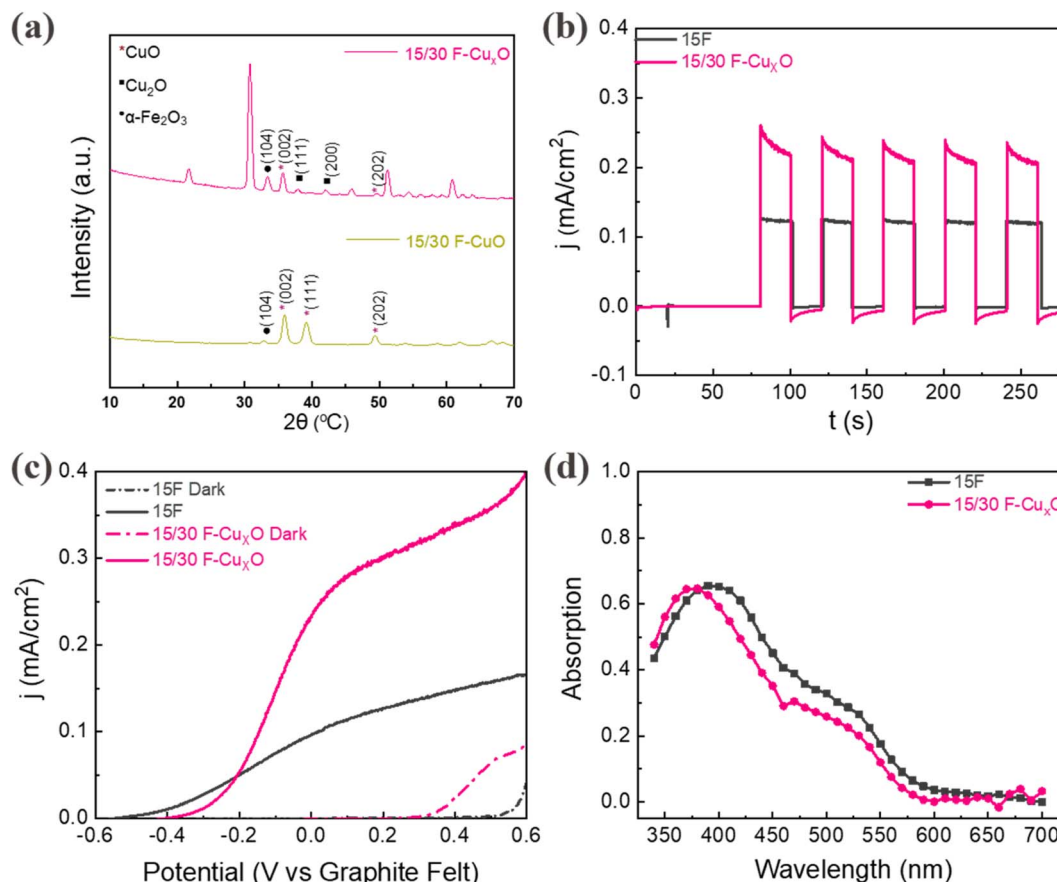 (a)
*CuO
■Cu₂O
▪α-Fe₂O₃
15/30 F-CuₓO
(104)
*(002)
(111)
(200)
*(202)
15/30 F-CuO
(104)
*(002)
*(111)
*(202)
Intensity (a.u.)
10 20 30 40 50 60 70
2θ (°C)
(b)
15F
15/30 F-CuₓO
j (mA/cm²)
0.4
0.3
0.2
0.1
0.0
-0.1
0 50 100 150 200 250
t (s)
(c)
15F Dark
15F
15/30 F-CuₓO Dark
15/30 F-CuₓO
j (mA/cm²)
0.4
0.3
0.2
0.1
0.0
-0.6 -0.4 -0.2 0.0 0.2 0.4 0.6
Potential (V vs Graphite Felt)
(d)
15F
15/30 F-CuₓO
Absorption
1.0
0.8
0.6
0.4
0.2
0.0
350 400 450 500 550 600 650 700
Wavelength (nm)